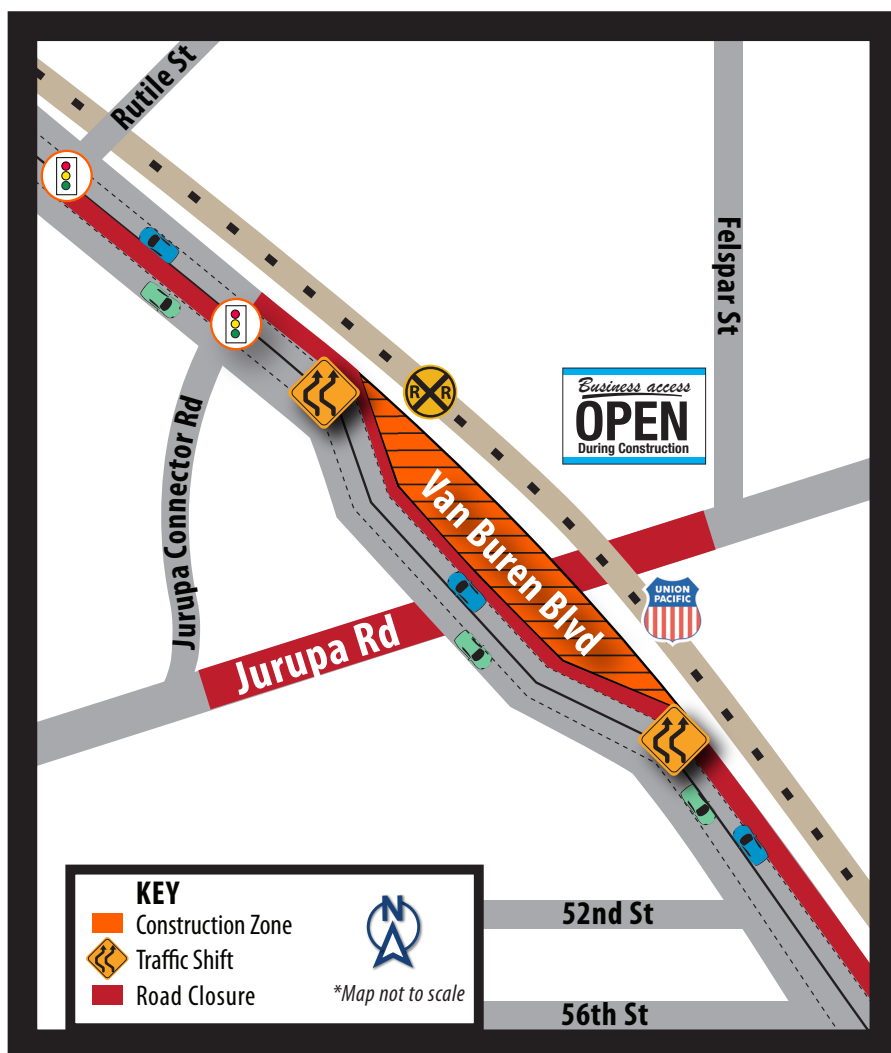 Rutile St
Felspar St
R R
Business access
OPEN
During Construction
Jurupa Connector Rd
Van Buren Blvd
UNION
PACIFIC
Jurupa Rd
KEY
Construction Zone
Traffic Shift
Road Closure
N
*Map not to scale
52nd St
56th St